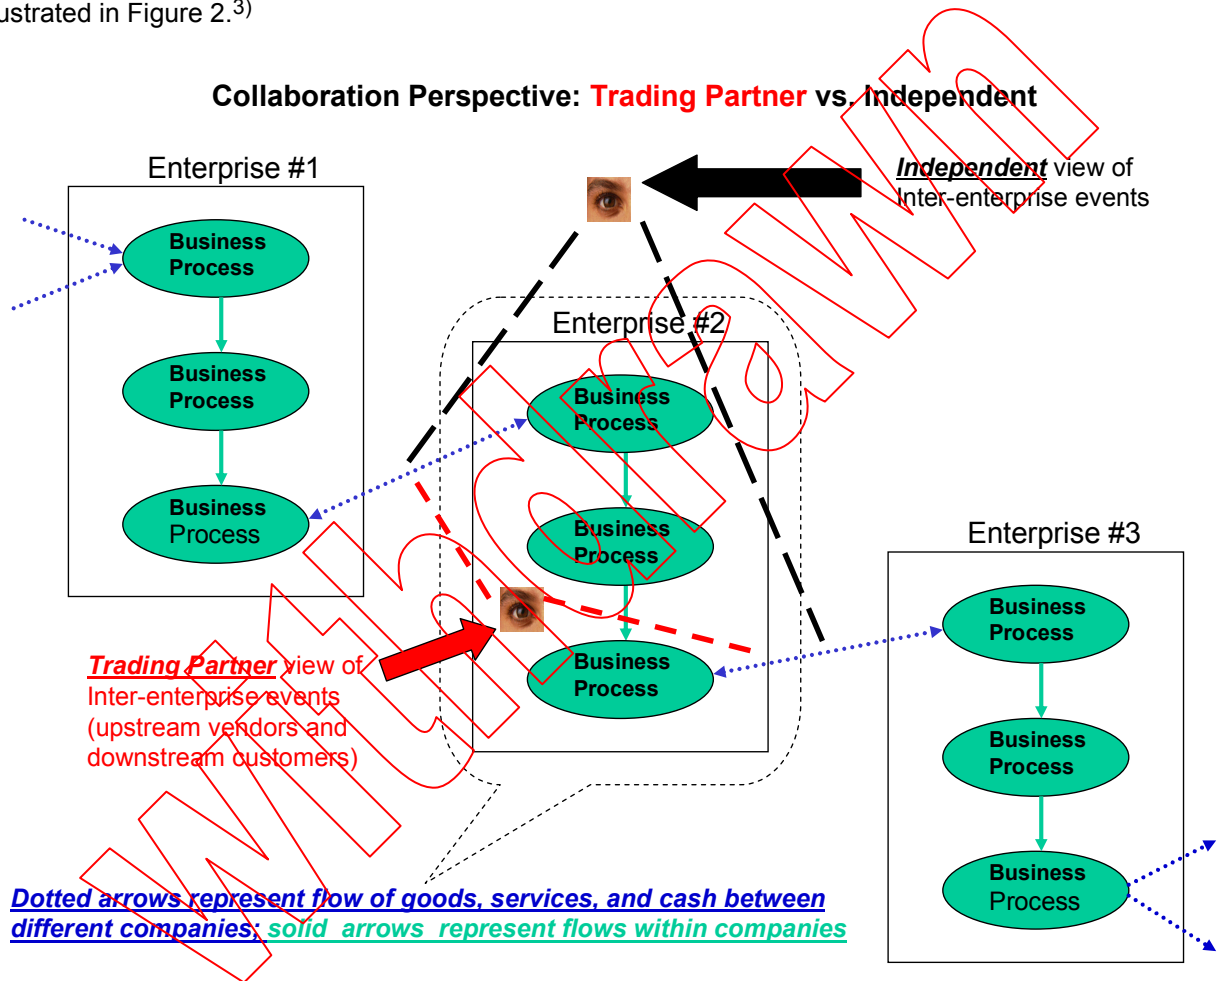 ustrated in Figure 2.3)
Collaboration Perspective: Trading Partner vs. Independent
Enterprise #1
Independent view of
Inter-enterprise events
Business
Process
Business
Process
Business
Process
Enterprise #2
Business
Process
Business
Process
Business
Process
Trading Partner view of
Inter-enterprise events
(upstream vendors and
downstream customers)
Enterprise #3
Business
Process
Business
Process
Business
Process
Dotted arrows represent flow of goods, services, and cash between
different companies; solid arrows represent flows within companies
Withdrawn